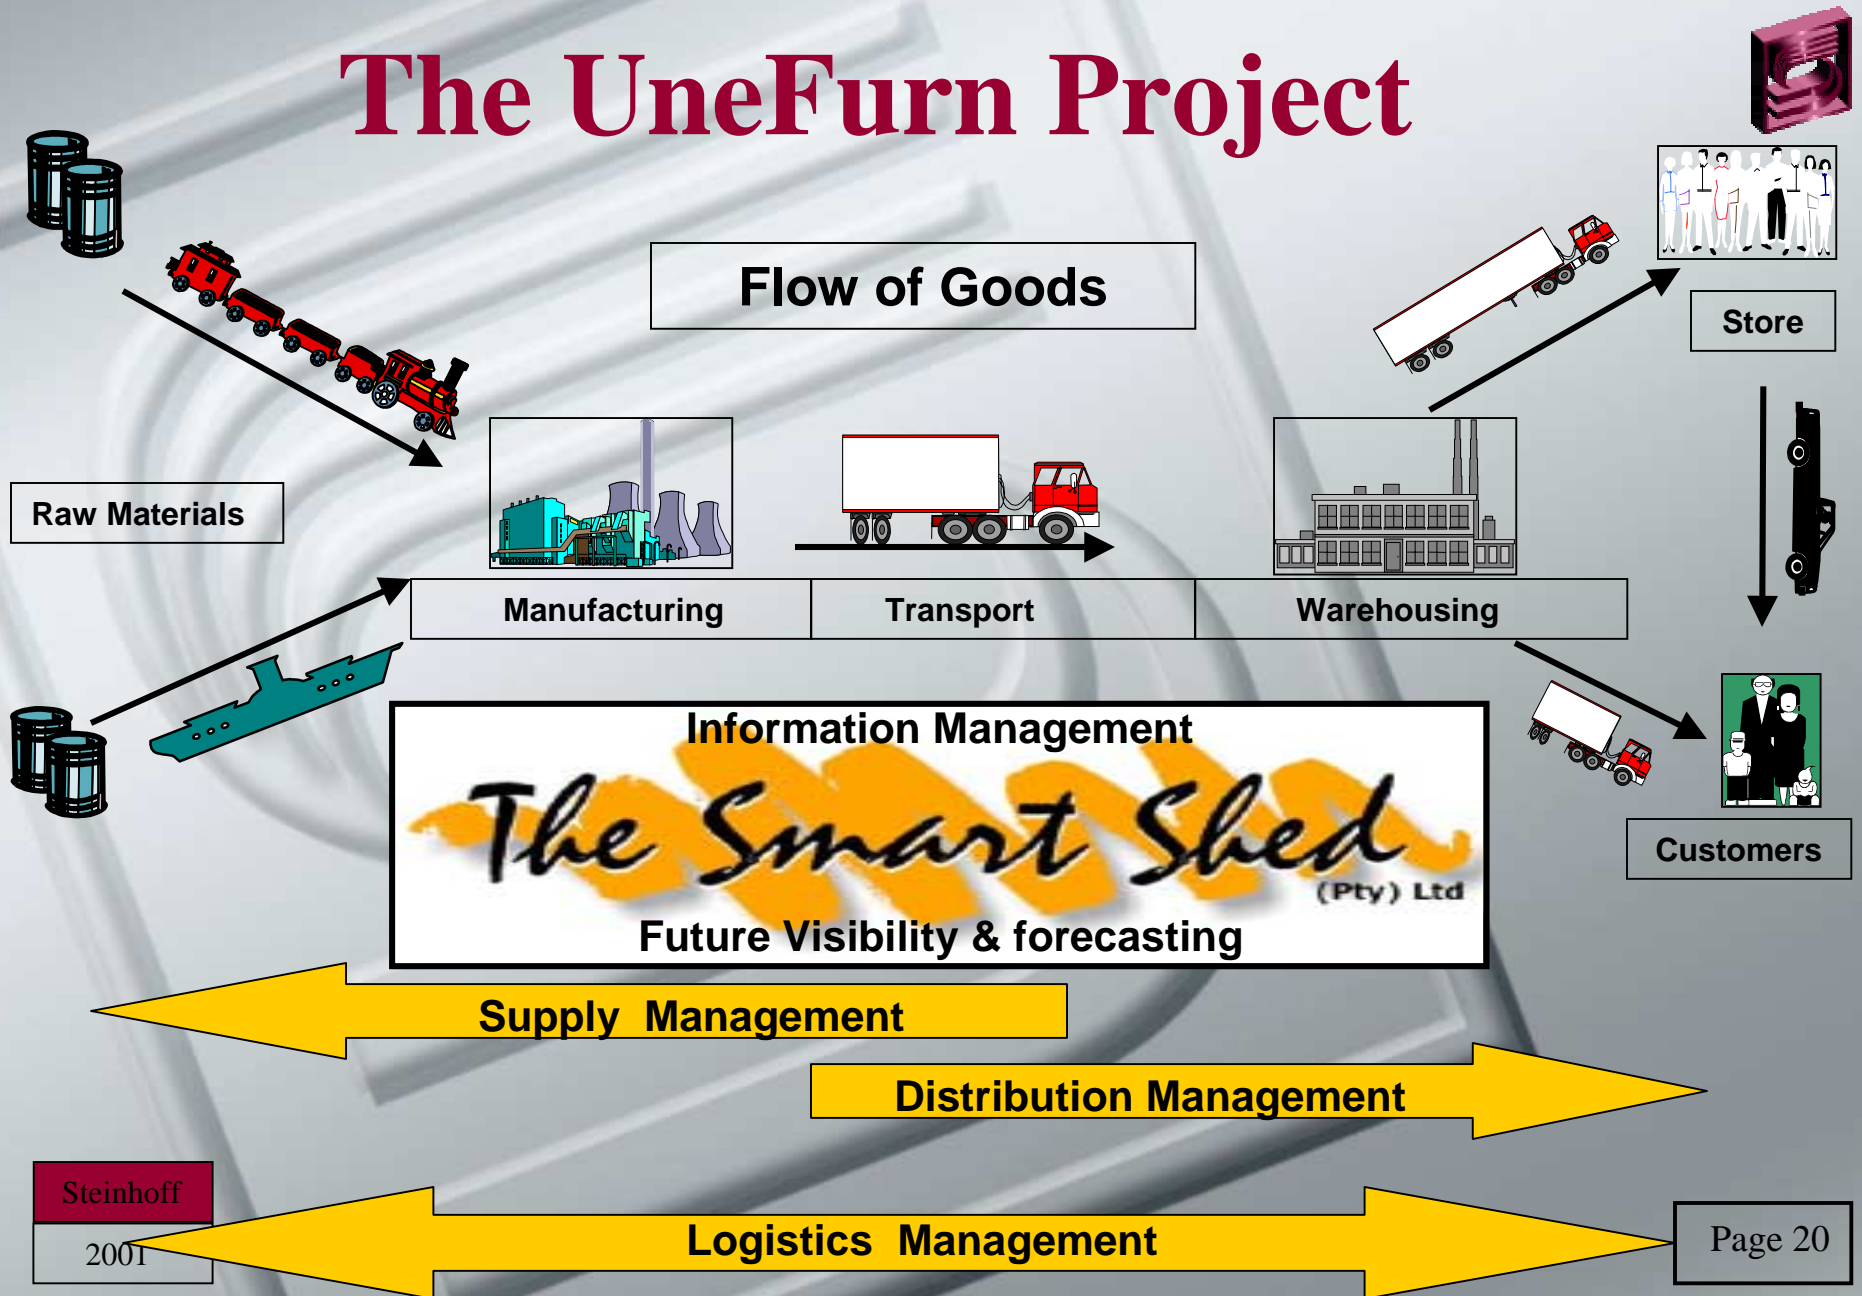 The UneFurn Project
Flow of Goods
Store
Raw Materials
Manufacturing
Transport
Warehousing
Information Management
The Smart Shed
(Pty) Ltd
Future Visibility & forecasting
Customers
Supply Management
Distribution Management
Steinhoff
2001
Logistics Management
Page 20